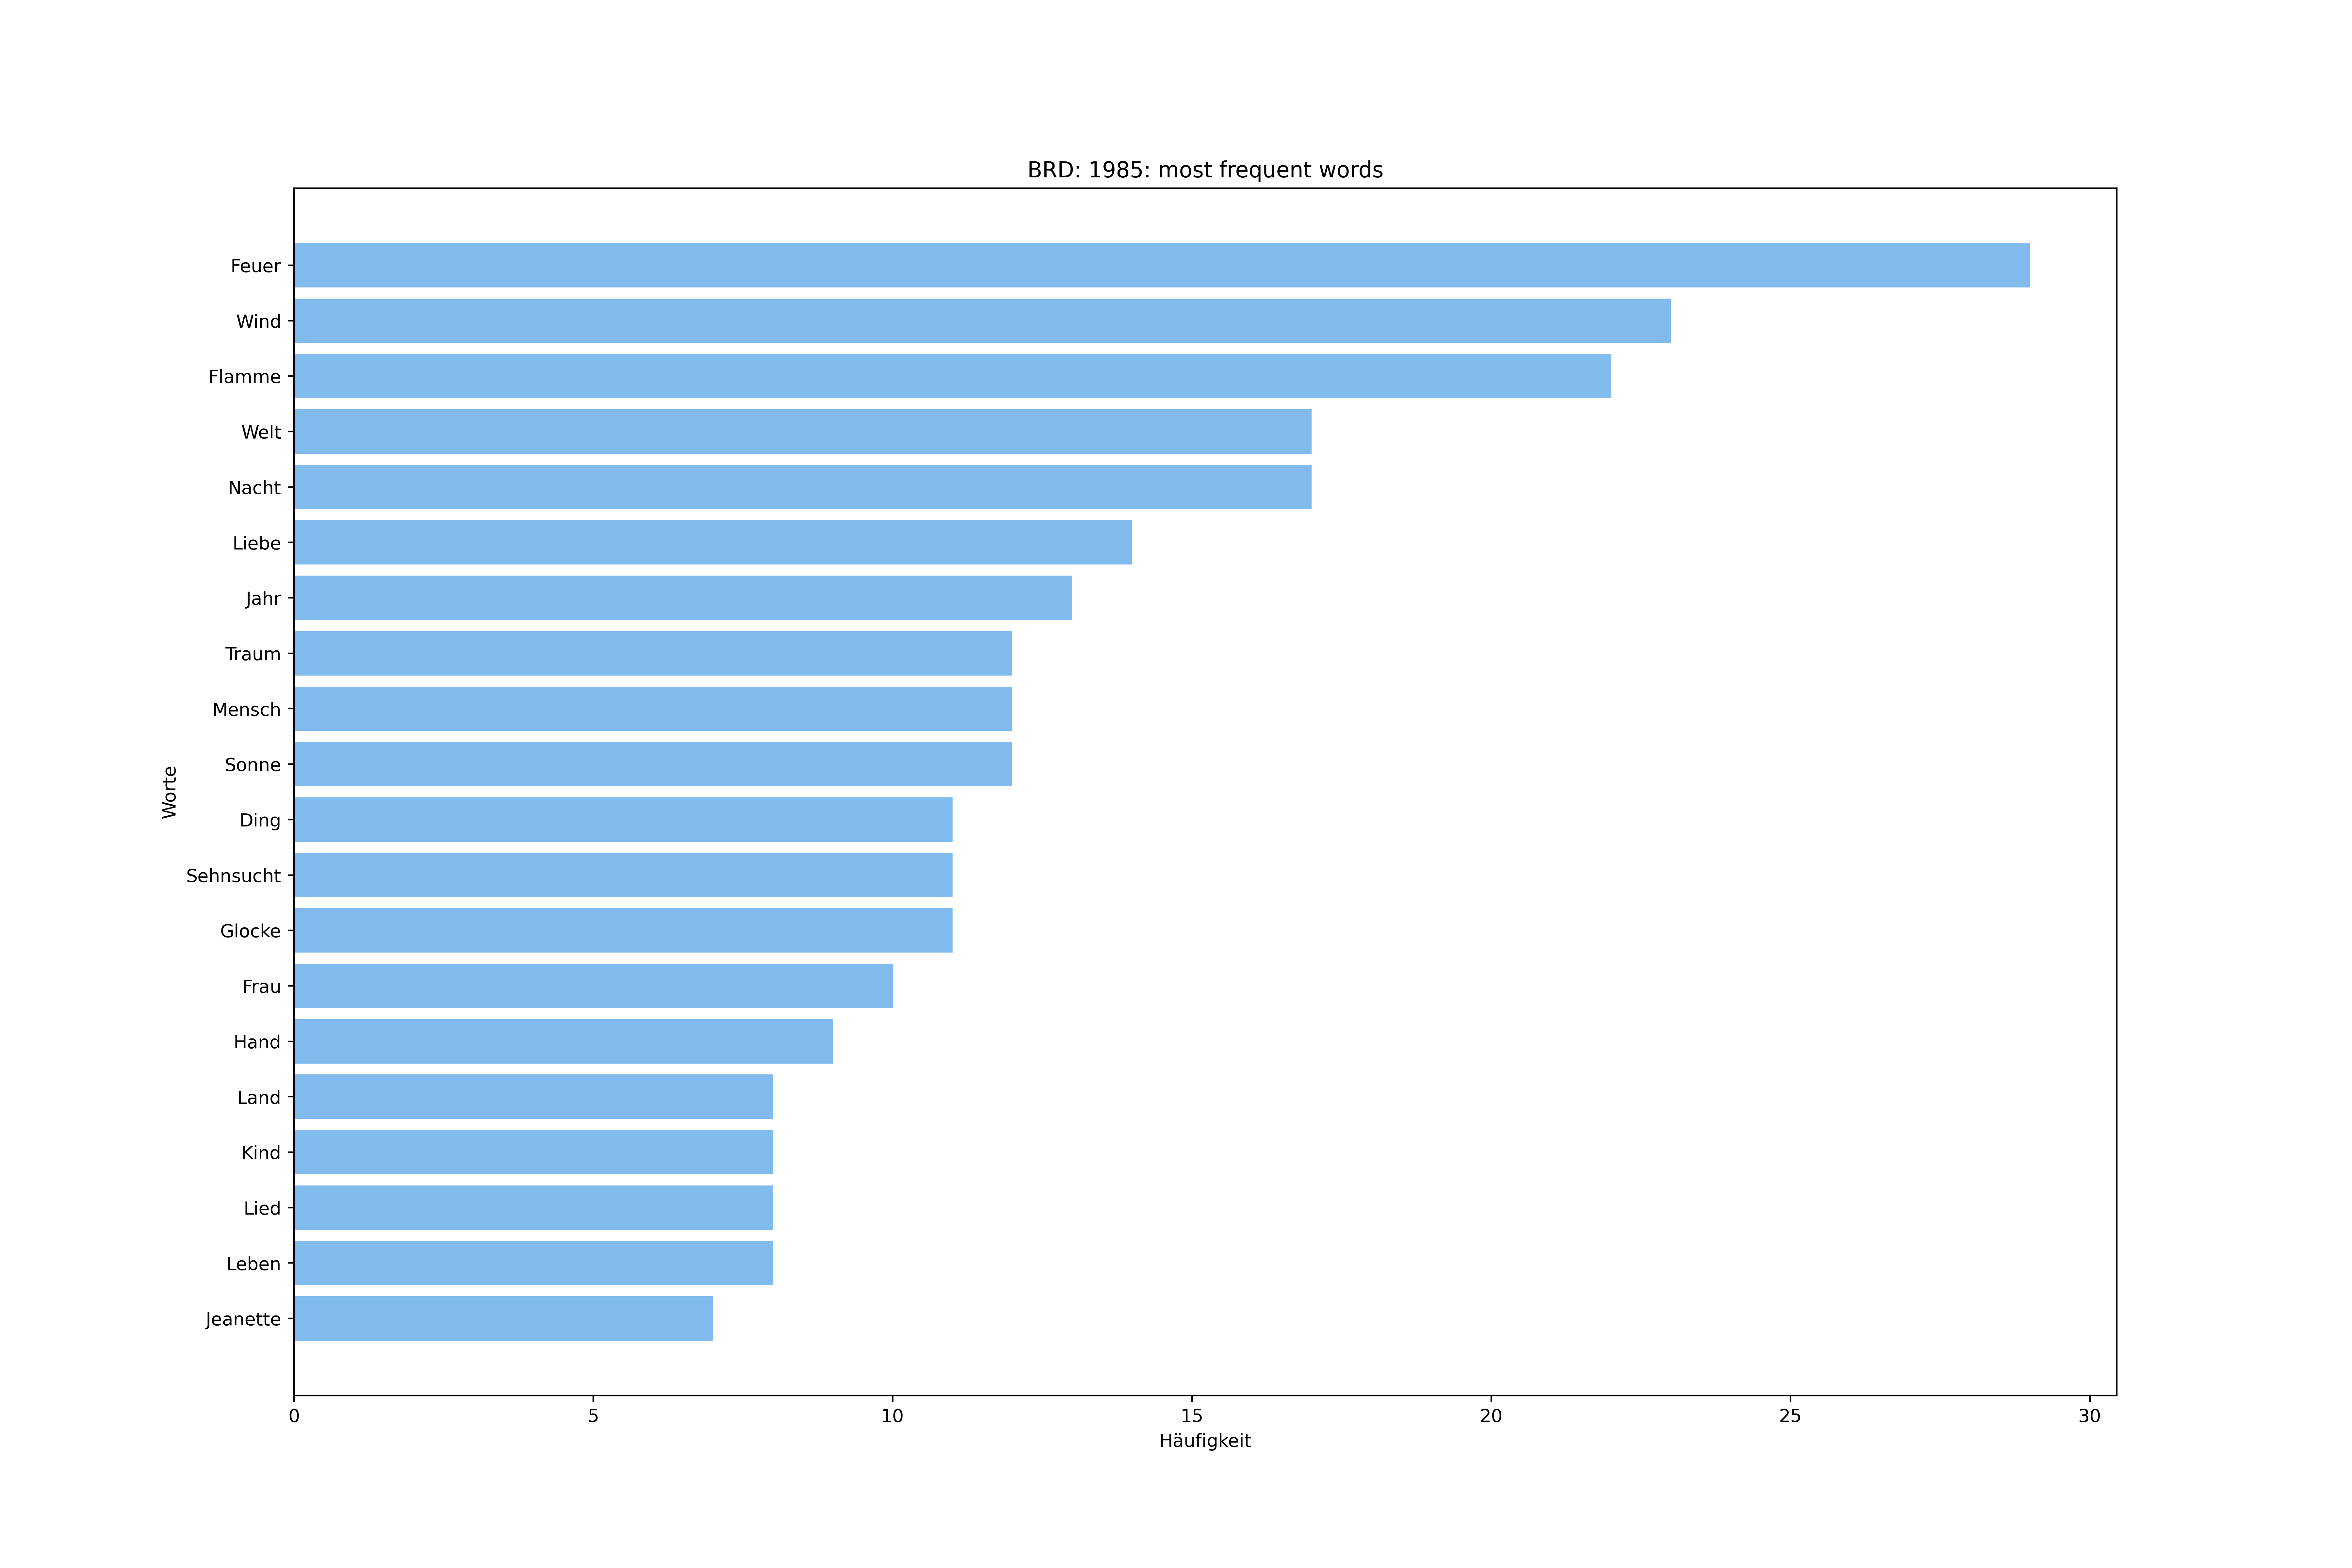 BRD: 1985: most frequent words
Feuer
Wind
Flamme
Welt
Nacht
Liebe
Jahr
Traum
Mensch
Sonne
Ding
Sehnsucht
Glocke
Frau
Hand
Land
Kind
Lied
Leben
Jeanette
Worte
0 5 10 15 20 25 30
Häufigkeit